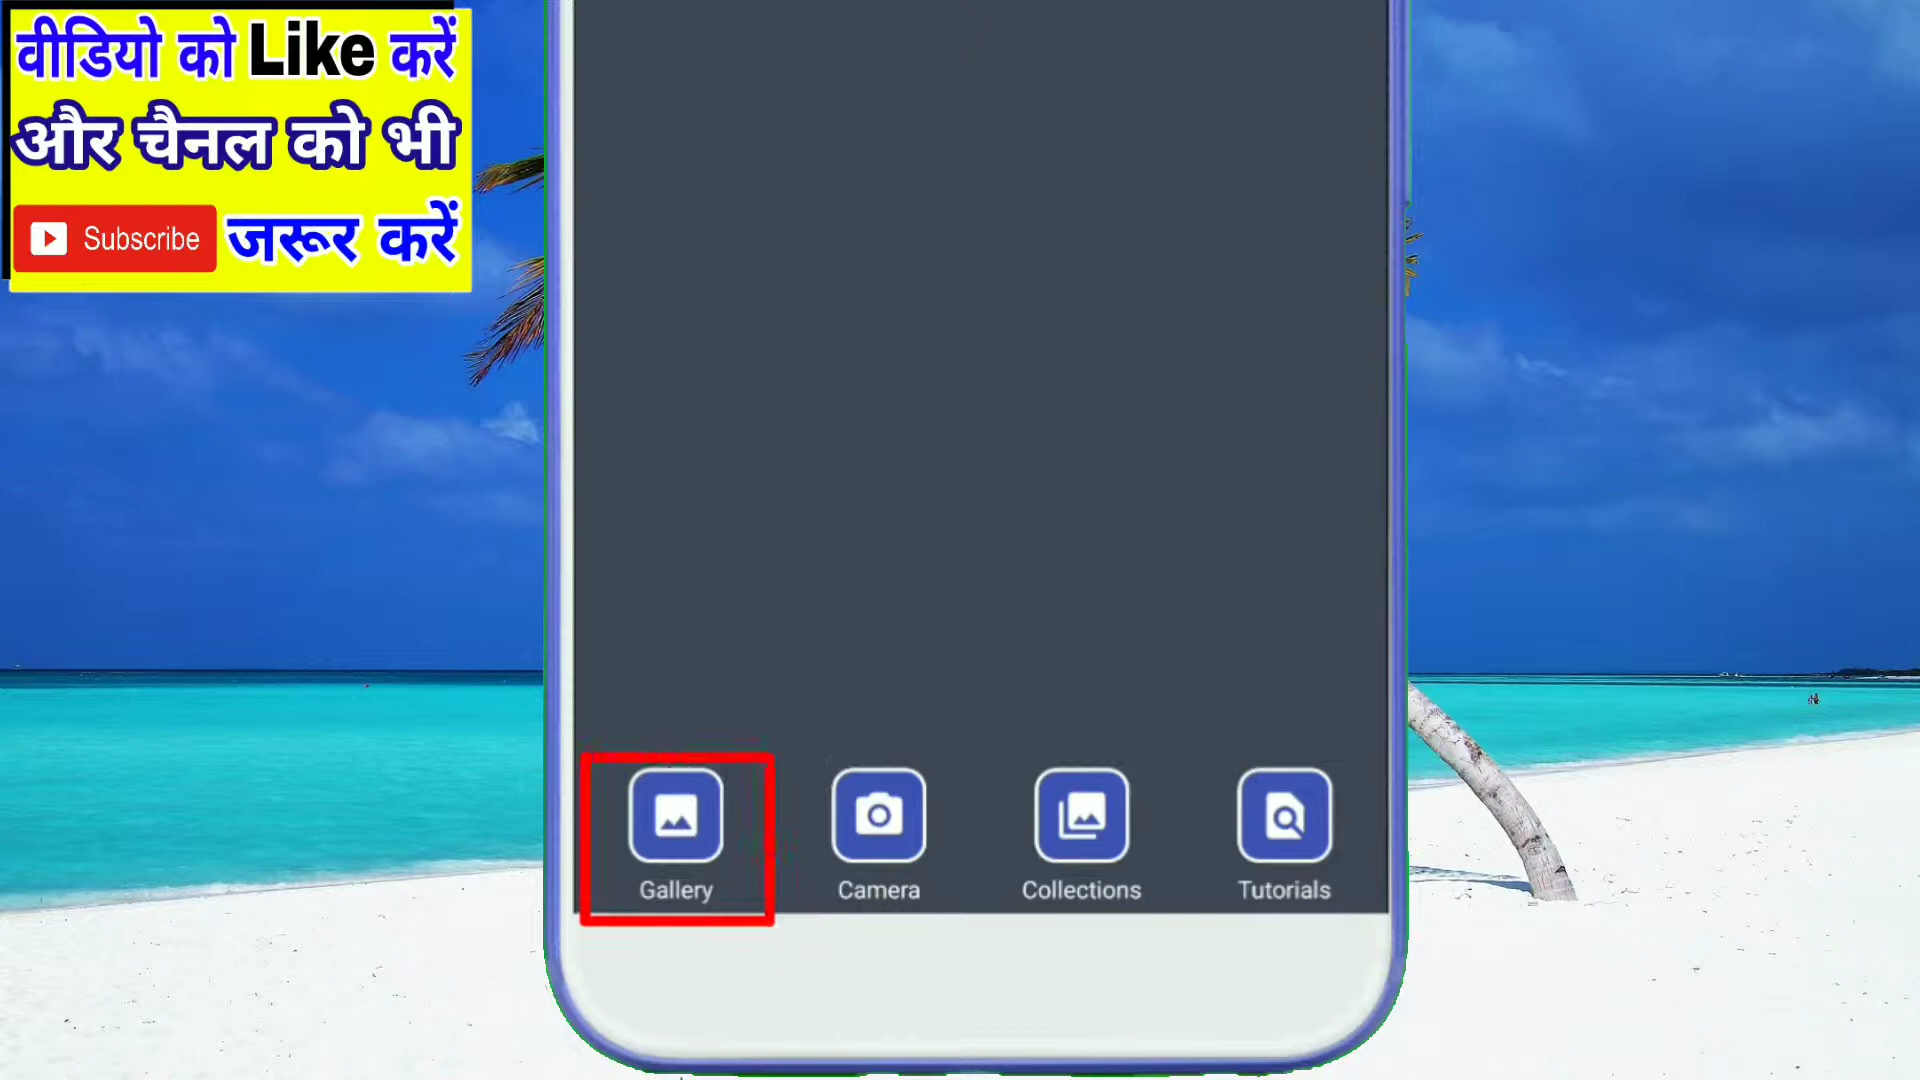 वीडियो को Like करें
और चैनल को भी
Subscribe जरूर करें
Gallery
Camera
Collections
Tutorials